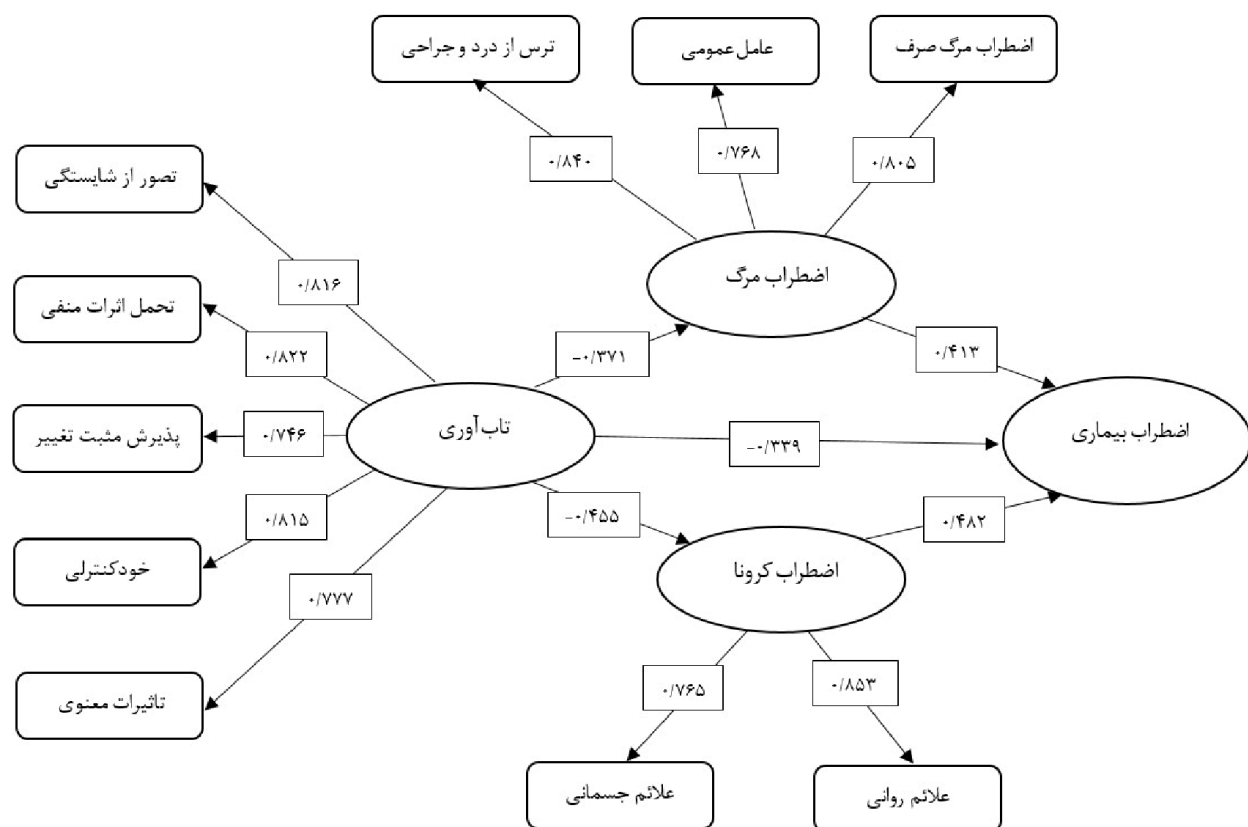 ترس از درد و جراحی
عامل عمومی
اضطراب مرگ صرف
۰/۸۴۰
۰/۷۶۸
۰/۸۰۵
تصور از شایستگی
۰/۸۱۶
اضطراب مرگ
تحمل اثرات منفی
۰/۸۲۲
−۰/۳۷۱
۰/۴۱۳
پذیرش مثبت تغییر
۰/۷۴۶
تاب‌آوری
−۰/۳۳۹
اضطراب بیماری
۰/۸۱۵
−۰/۴۵۵
۰/۴۸۲
خودکنترلی
۰/۷۷۷
اضطراب کرونا
تاثیرات معنوی
۰/۷۶۵
۰/۸۵۳
علائم جسمانی
علائم روانی